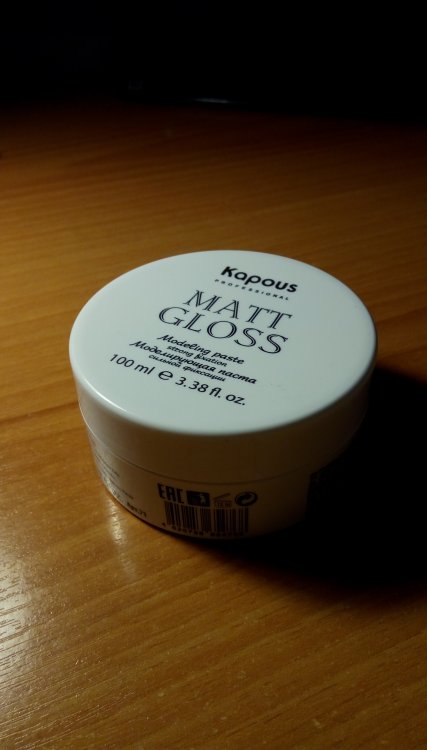 Kapous
PROFESSIONAL
MATT
GLOSS
Modeling paste
strong fixation
Моделирующая паста
сильной фиксации
100 ml ℮ 3.38 fl. oz.
EAC